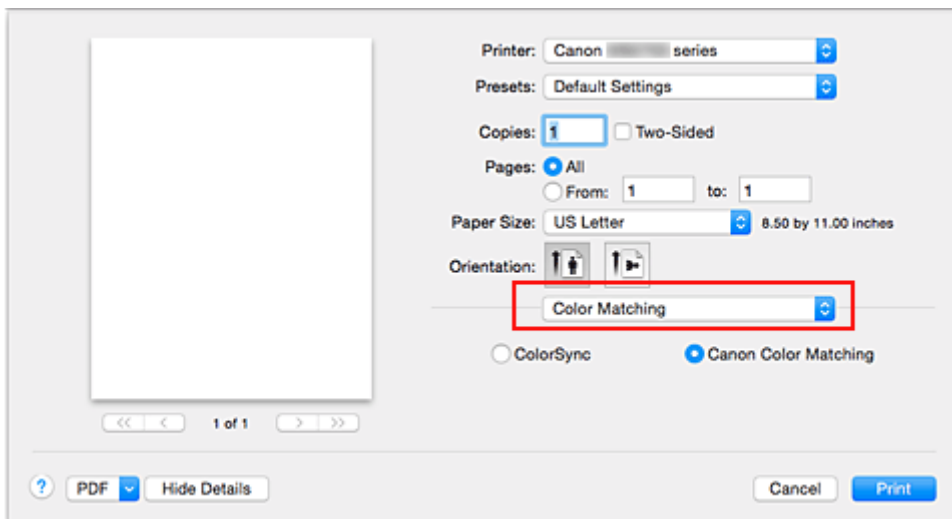 Printer: Canon series
Presets: Default Settings
Copies: 1 Two-Sided
Pages: All
From: 1 to: 1
Paper Size: US Letter 8.50 by 11.00 inches
Orientation:
Color Matching
ColorSync Canon Color Matching
<< < 1 of 1 > >>
? PDF Hide Details Cancel Print